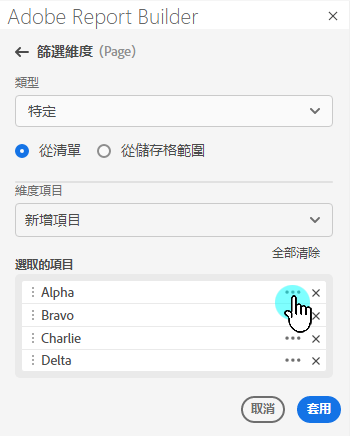 Adobe Report Builder
篩選維度 (Page)
類型
特定
從清單 從儲存格範圍
維度項目
新增項目
全部清除
選取的項目
Alpha
Bravo
Charlie
Delta
取消 套用